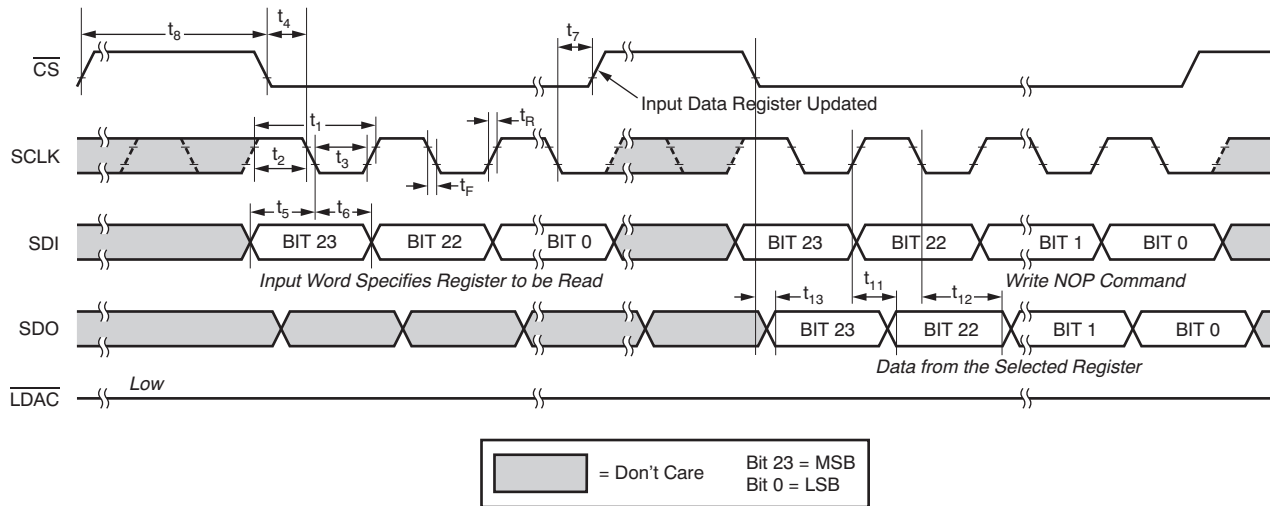 t8
t4
t7
CS
Input Data Register Updated
t1
tR
SCLK
t2
t3
tF
t5
t6
SDI
BIT 23
BIT 22
BIT 0
BIT 23
BIT 22
BIT 1
BIT 0
Input Word Specifies Register to be Read
Write NOP Command
t13
t11
t12
SDO
BIT 23
BIT 22
BIT 1
BIT 0
Data from the Selected Register
Low
LDAC
= Don't Care
Bit 23 = MSB
Bit 0 = LSB